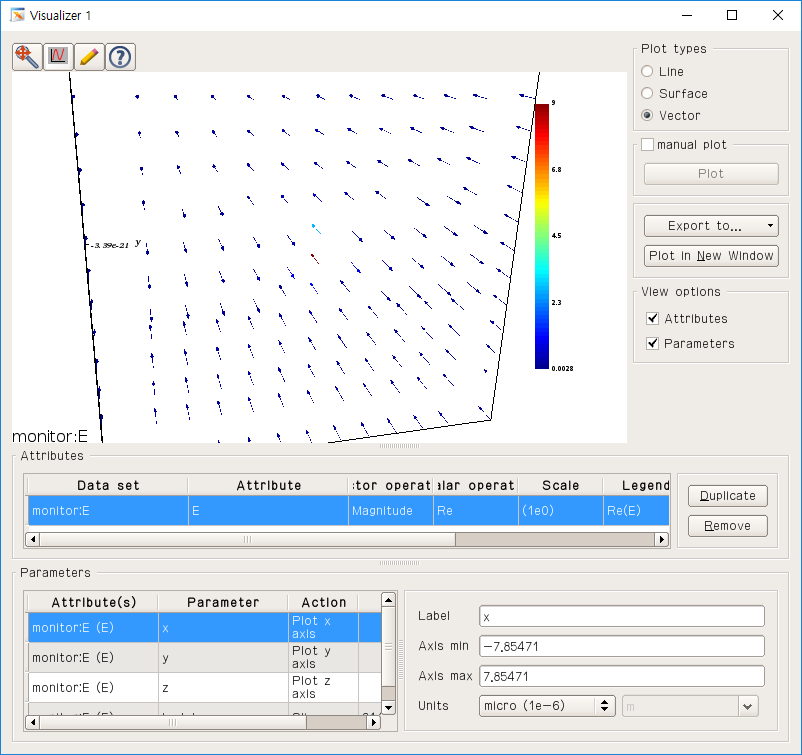 Visualizer 1
Plot types
Line
Surface
Vector
manual plot
Plot
Export to...
Plot In New Window
View options
Attributes
Parameters
9
6.8
4.5
2.3
0.0028
-3.39e-21 y
monitor:E
Attributes
Data set Attribute :tor operat alar operat Scale Legend
monitor:E E Magnitude Re (1e0) Re(E)
Duplicate
Remove
Parameters
Attribute(s) Parameter Action
monitor:E (E) x Plot x axis
monitor:E (E) y Plot y axis
monitor:E (E) z Plot z axis
Label x
Axis min -7.85471
Axis max 7.85471
Units micro (1e-6) m